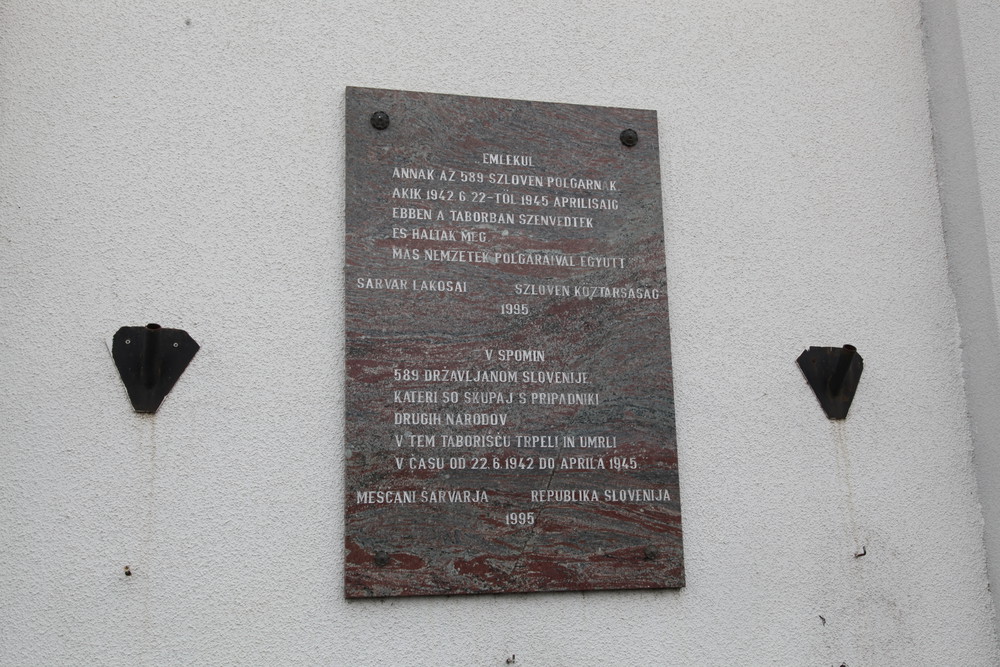 EMLÉKÜL
ANNAK AZ 589 SZLOVÉN POLGÁRNAK,
AKIK 1942.6.22-TŐL 1945 ÁPRILISÁIG
EBBEN A TÁBORBAN SZENVEDTEK
ÉS HALTAK MEG
MÁS NEMZETEK POLGÁRAIVAL EGYÜTT
SÁRVÁR LAKOSAI SZLOVÉN KÖZTÁRSASÁG
1995
V SPOMIN
589 DRŽAVLJANOM SLOVENIJE,
KATERI SO SKUPAJ S PRIPADNIKI
DRUGIH NARODOV
V TEM TABORIŠČU TRPELI IN UMRLI
V ČASU OD 22.6.1942 DO APRILA 1945.
MEŠČANI ŠARVARJA REPUBLIKA SLOVENIJA
1995